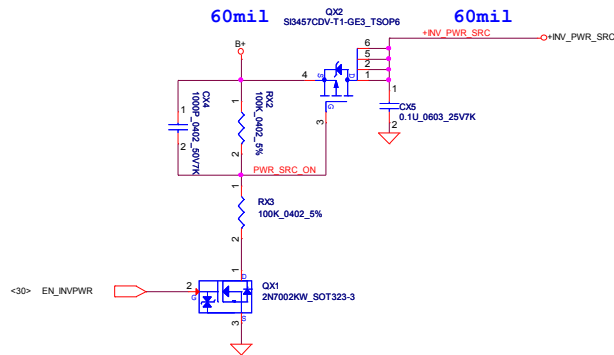 60mil
QX2
SI3457CDV-T1-GE3_TSOP6
60mil
+INV_PWR_SRC
+INV_PWR_SRC
B+
6
5
2
1
4
S
D
G
3
1
CX4
1000P_0402_50V7K
2
1
RX2
100K_0402_5%
2
1
CX5
0.1U_0603_25V7K
2
PWR_SRC_ON
1
RX3
100K_0402_5%
2
1
D
QX1
2N7002KW_SOT323-3
<30>
EN_INVPWR
2
G
S
3